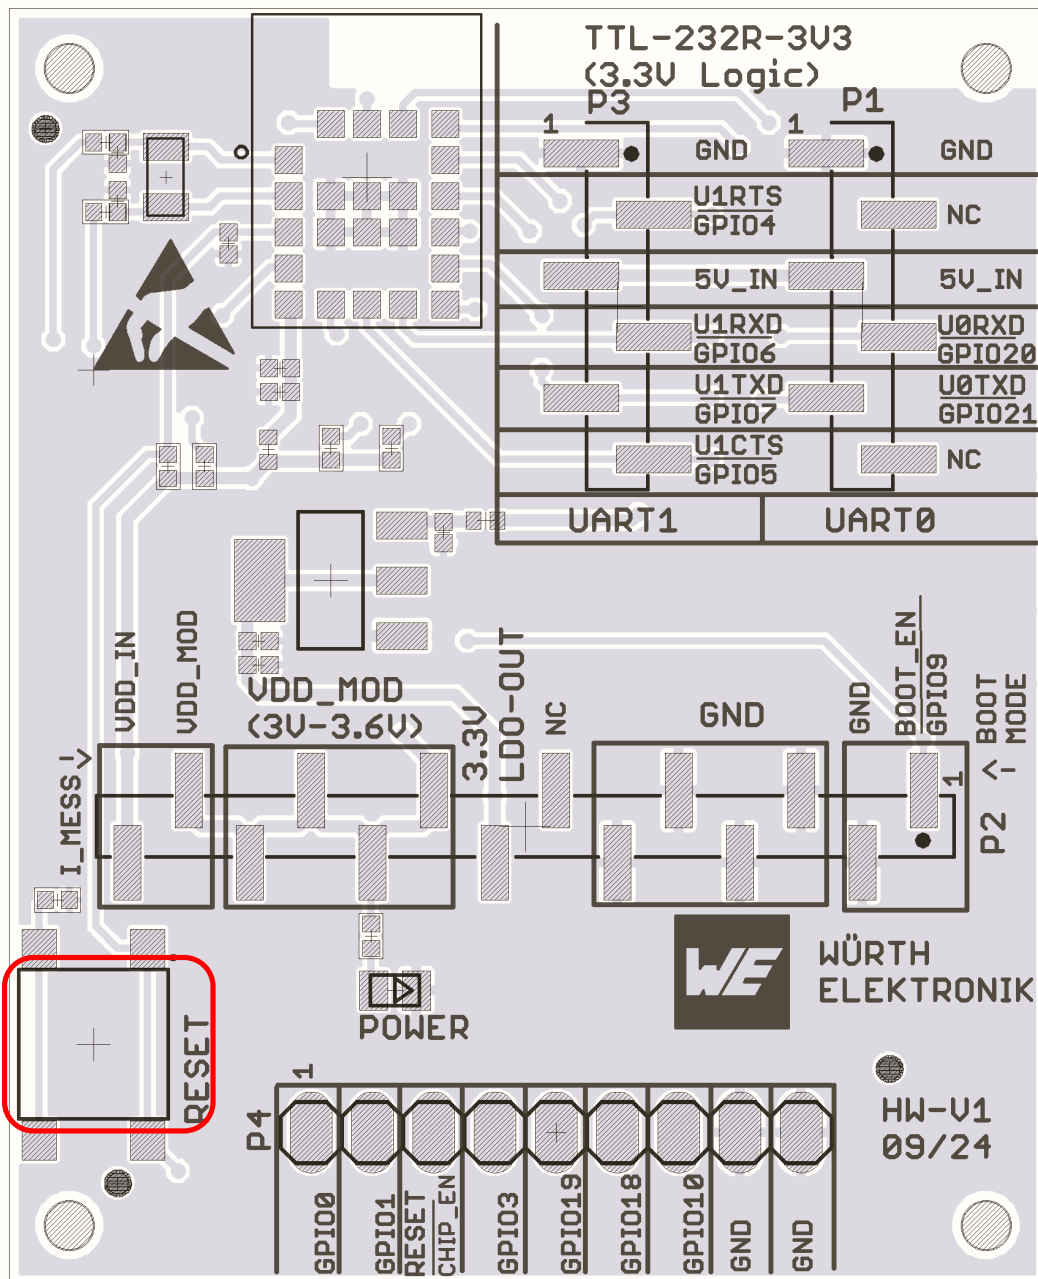 TTL-232R-3V3
(3.3V Logic)
P3
P1
1
1
GND
GND
U1RTS
GPIO4
NC
5V_IN
5V_IN
U1RXD
GPIO6
U0RXD
GPIO20
U1TXD
GPIO7
U0TXD
GPIO21
U1CTS
GPIO5
NC
UART1
UART0
VDD_IN
VDD_MOD
VDD_MOD
(3V-3.6V)
3.3V
LDO-OUT
NC
GND
GND
BOOT_EN
GPIO9
<- BOOT
MODE
I_MESS ->
1
P2
WE
WÜRTH
ELEKTRONIK
POWER
RESET
HW-V1
09/24
P4
1
GPIO0
GPIO1
RESET
CHIP_EN
GPIO3
GPIO19
GPIO18
GPIO10
GND
GND